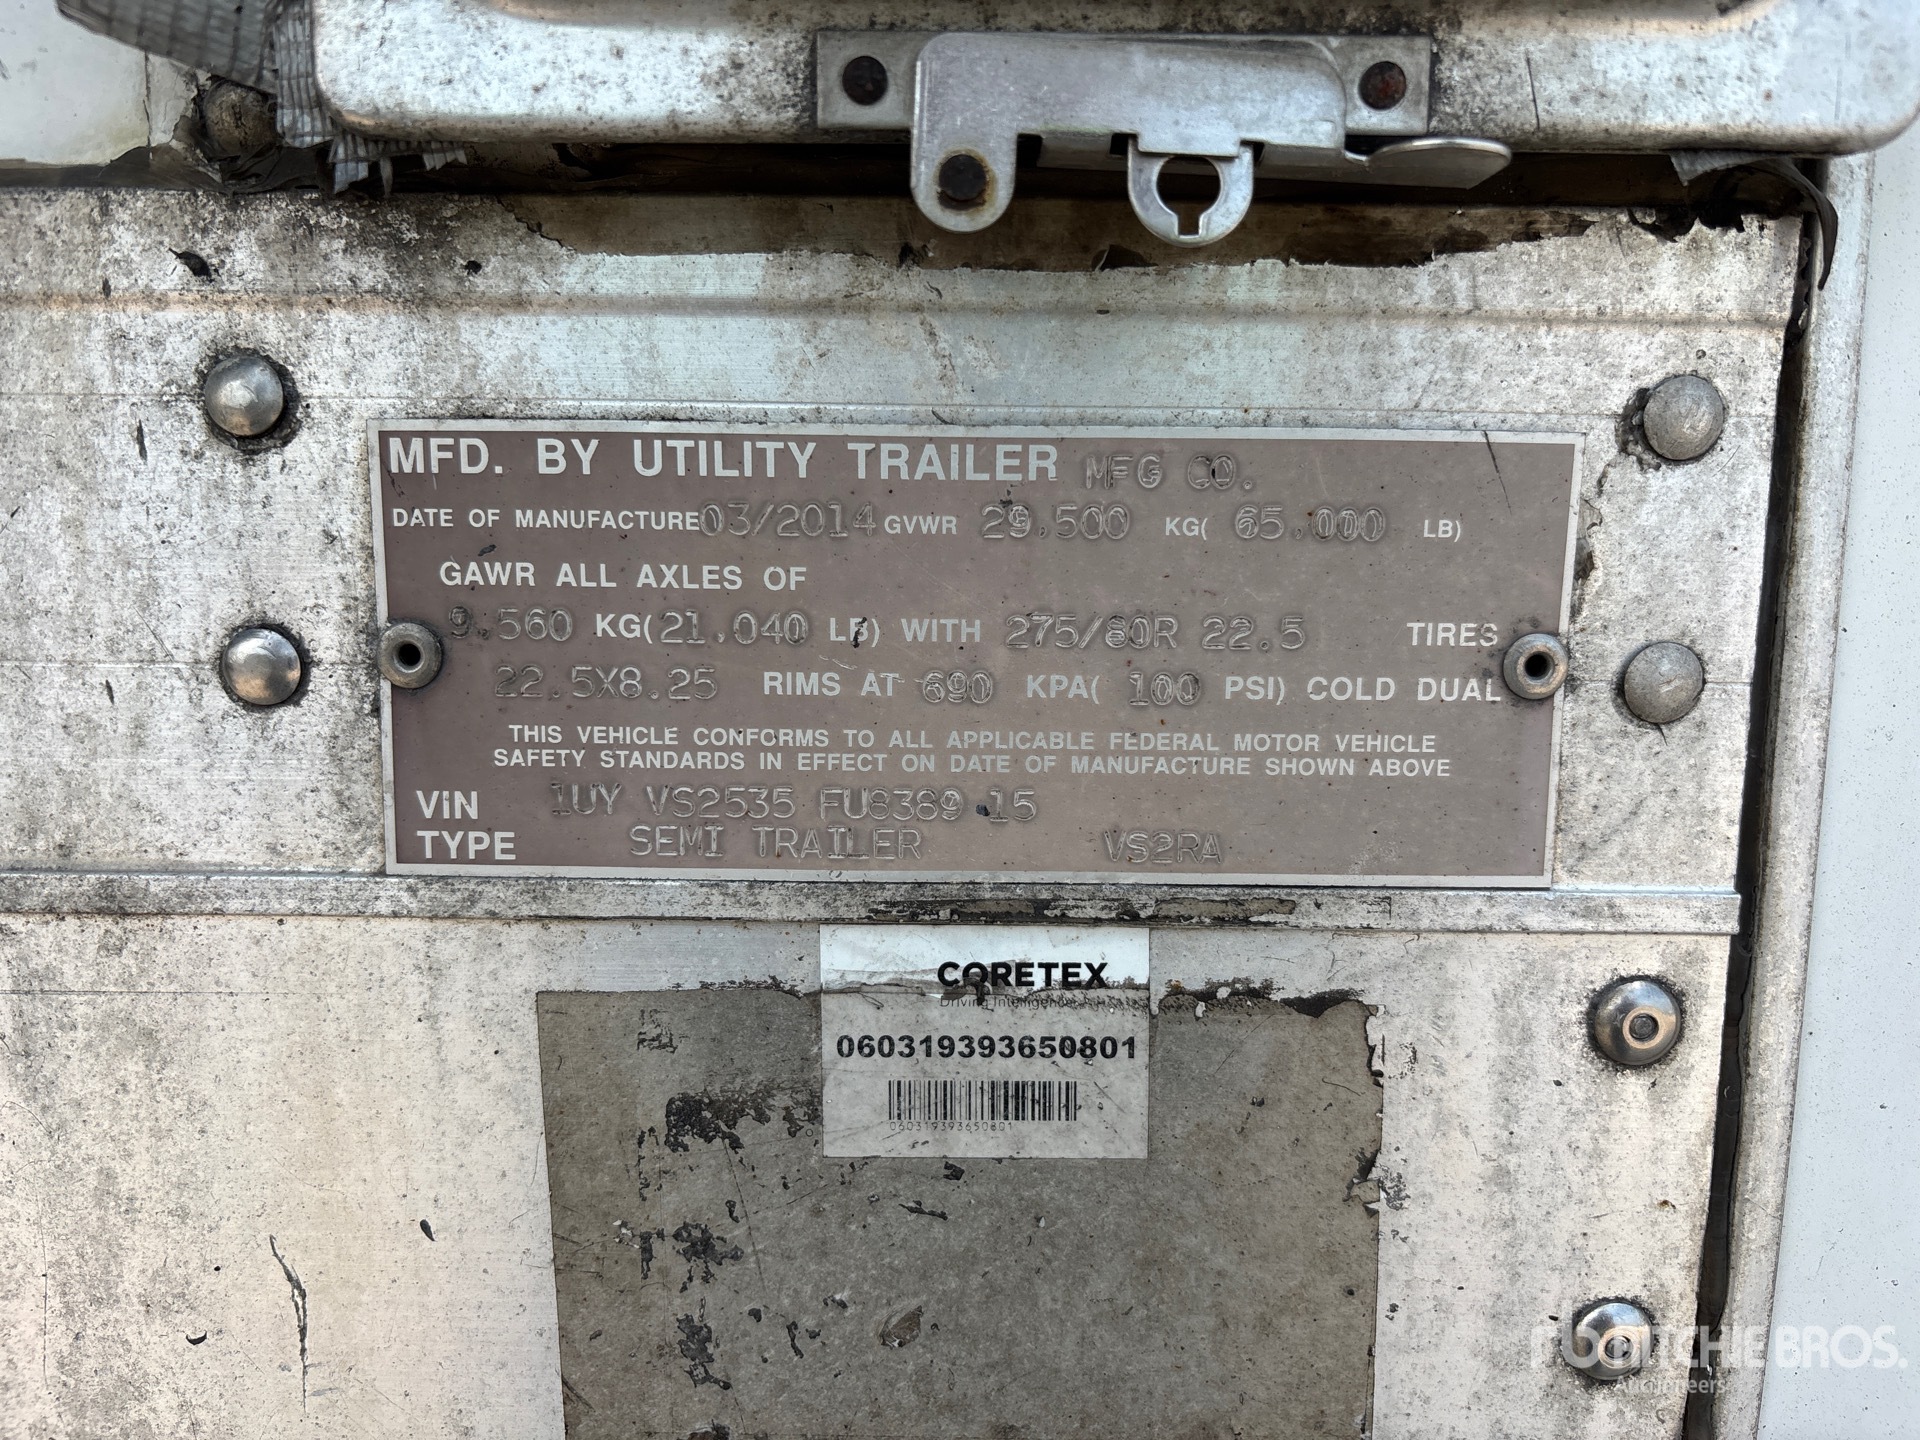 MFD. BY UTILITY TRAILER MFG CO.
DATE OF MANUFACTURE 03/2014 GVWR 29.500 KG( 65.000 LB)
GAWR ALL AXLES OF
9.560 KG(21.040 LB) WITH 275/80R 22.5 TIRES
22.5X8.25 RIMS AT 690 KPA( 100 PSI) COLD DUAL
THIS VEHICLE CONFORMS TO ALL APPLICABLE FEDERAL MOTOR VEHICLE
SAFETY STANDARDS IN EFFECT ON DATE OF MANUFACTURE SHOWN ABOVE
VIN 1UY VS2535 FU8389 15
TYPE SEMI TRAILER VS2RA
CORETEX
Driving Intelligence
060319393650801
060319393650801
RITCHIE BROS.
Auctioneers